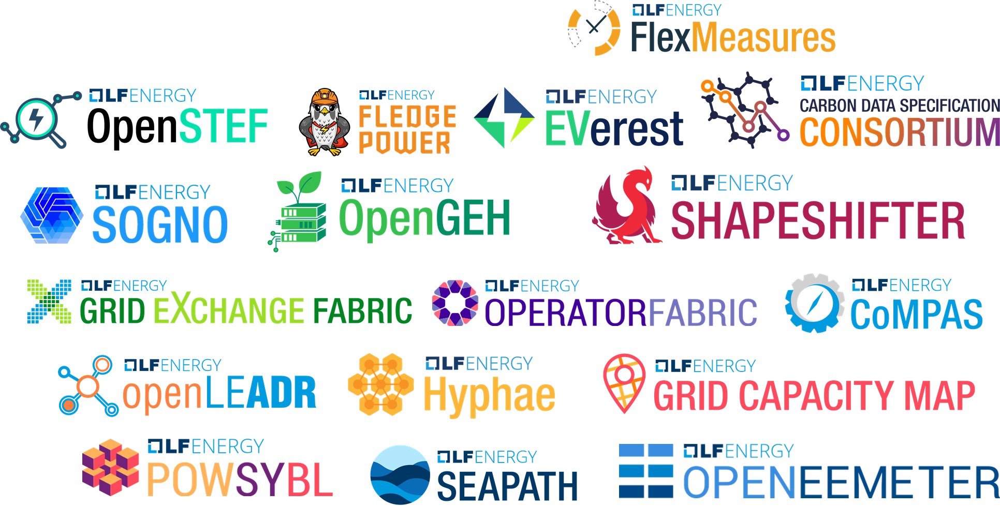 LFENERGY
FlexMeasures
LFENERGY
OpenSTEF
LFENERGY
FLEDGE
POWER
LFENERGY
EVerest
LFENERGY
CARBON DATA SPECIFICATION
CONSORTIUM
LFENERGY
SOGNO
LFENERGY
OpenGEH
LFENERGY
SHAPESHIFTER
LFENERGY
GRID eXCHANGE FABRIC
LFENERGY
OPERATORFABRIC
LFENERGY
CoMPAS
LFENERGY
openLEADR
LFENERGY
Hyphae
LFENERGY
GRID CAPACITY MAP
LFENERGY
POWSYBL
LFENERGY
SEAPATH
LFENERGY
OPENEEMETER